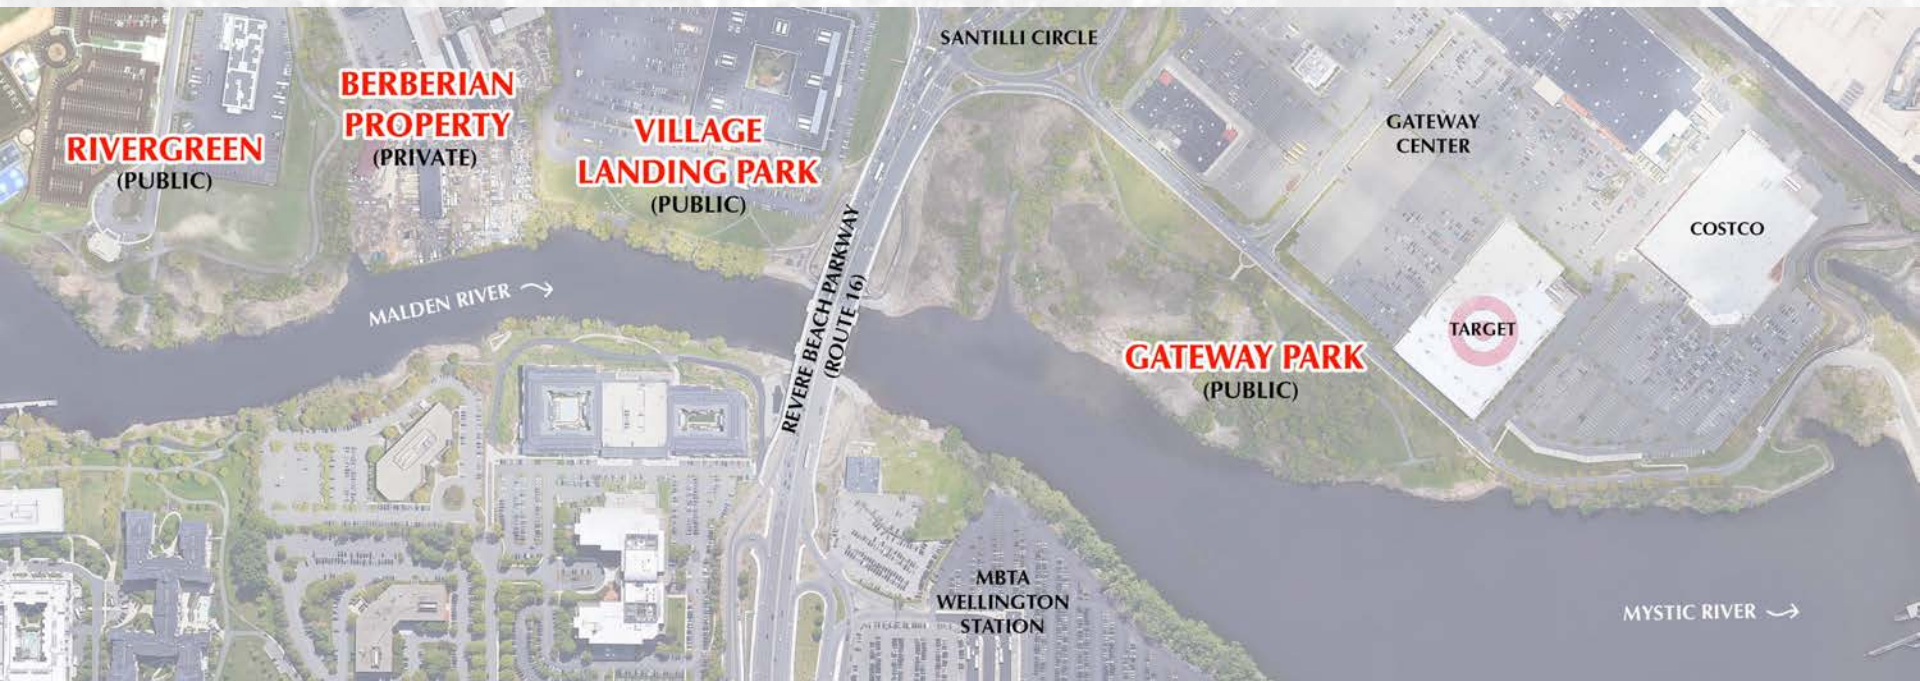 SANTILLI CIRCLE
BERBERIAN
PROPERTY
(PRIVATE)
RIVERGREEN
(PUBLIC)
VILLAGE
LANDING PARK
(PUBLIC)
GATEWAY
CENTER
COSTCO
MALDEN RIVER
REVERE BEACH PARKWAY
(ROUTE 16)
TARGET
GATEWAY PARK
(PUBLIC)
MBTA
WELLINGTON
STATION
MYSTIC RIVER